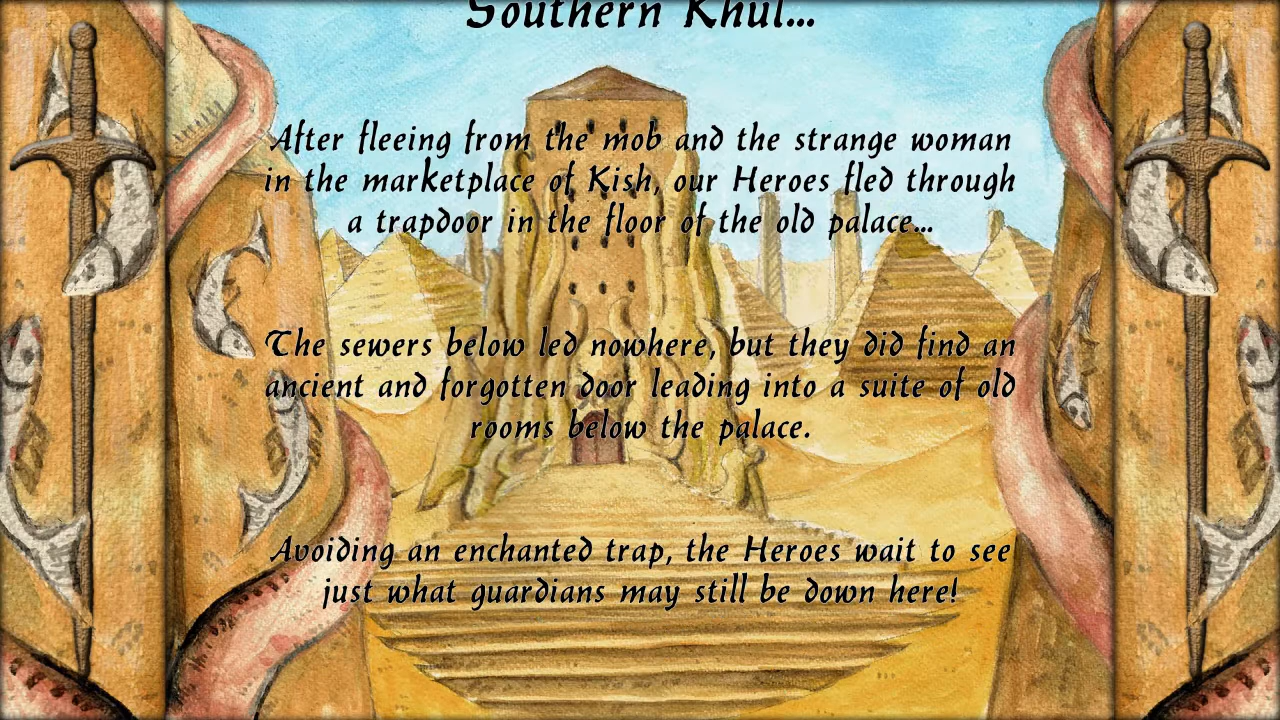 Southern Khul...
After fleeing from the mob and the strange woman
in the marketplace of Kish, our Heroes fled through
a trapdoor in the floor of the old palace...
The sewers below led nowhere, but they did find an
ancient and forgotten door leading into a suite of old
rooms below the palace.
Avoiding an enchanted trap, the Heroes wait to see
just what guardians may still be down here!